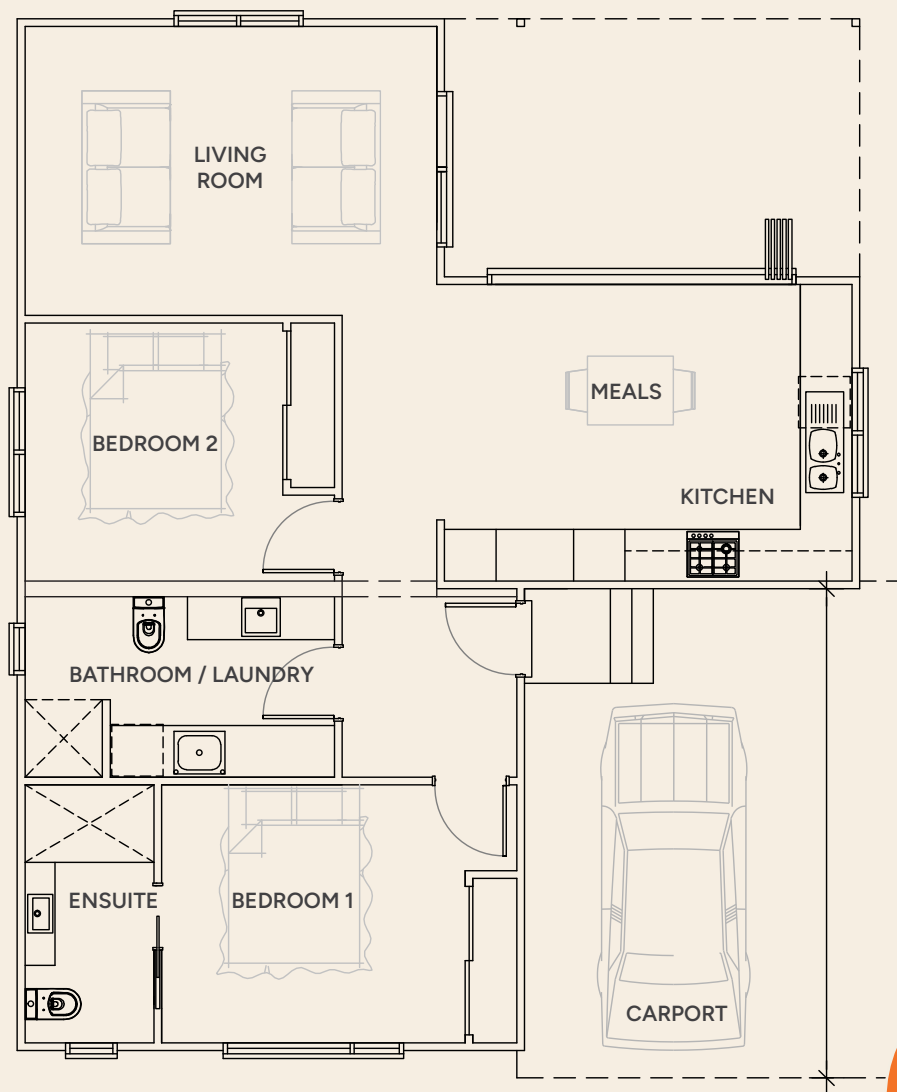 LIVING
ROOM
MEALS
BEDROOM 2
KITCHEN
BATHROOM / LAUNDRY
ENSUITE
BEDROOM 1
CARPORT